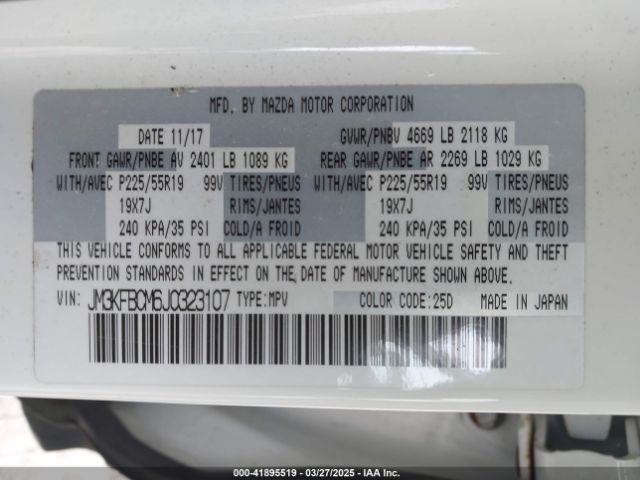 MFD. BY MAZDA MOTOR CORPORATION
DATE 11/17 GVWR/PNBV 4669 LB 2118 KG
FRONT GAWR/PNBE AV 2401 LB 1089 KG REAR GAWR/PNBE AR 2269 LB 1029 KG
WITH/AVEC P225/55R19 99V TIRES/PNEUS WITH/AVEC P225/55R19 99V TIRES/PNEUS
19X7J RIMS/JANTES 19X7J RIMS/JANTES
240 KPA/35 PSI COLD/A FROID 240 KPA/35 PSI COLD/A FROID
THIS VEHICLE CONFORMS TO ALL APPLICABLE FEDERAL MOTOR VEHICLE SAFETY AND THEFT
PREVENTION STANDARDS IN EFFECT ON THE DATE OF MANUFACTURE SHOWN ABOVE.
VIN: JM3KFBCM6J0323107 TYPE:MPV COLOR CODE:25D MADE IN JAPAN
000-41895519 / 03/27/2025 / IAA Inc.